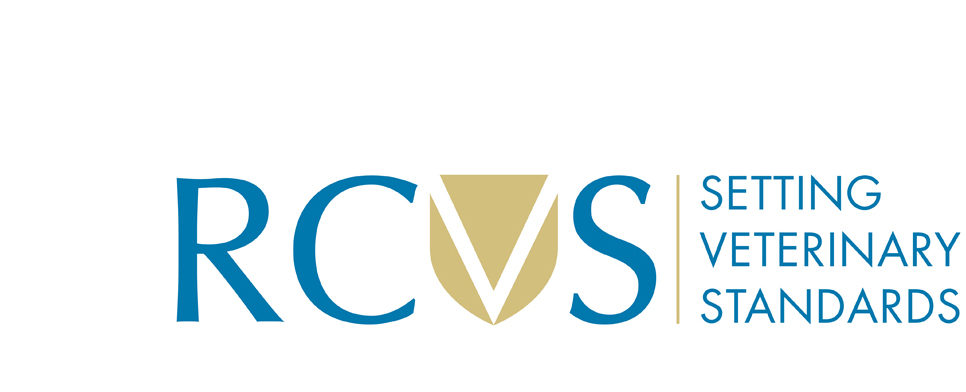 RCVS
SETTING
VETERINARY
STANDARDS